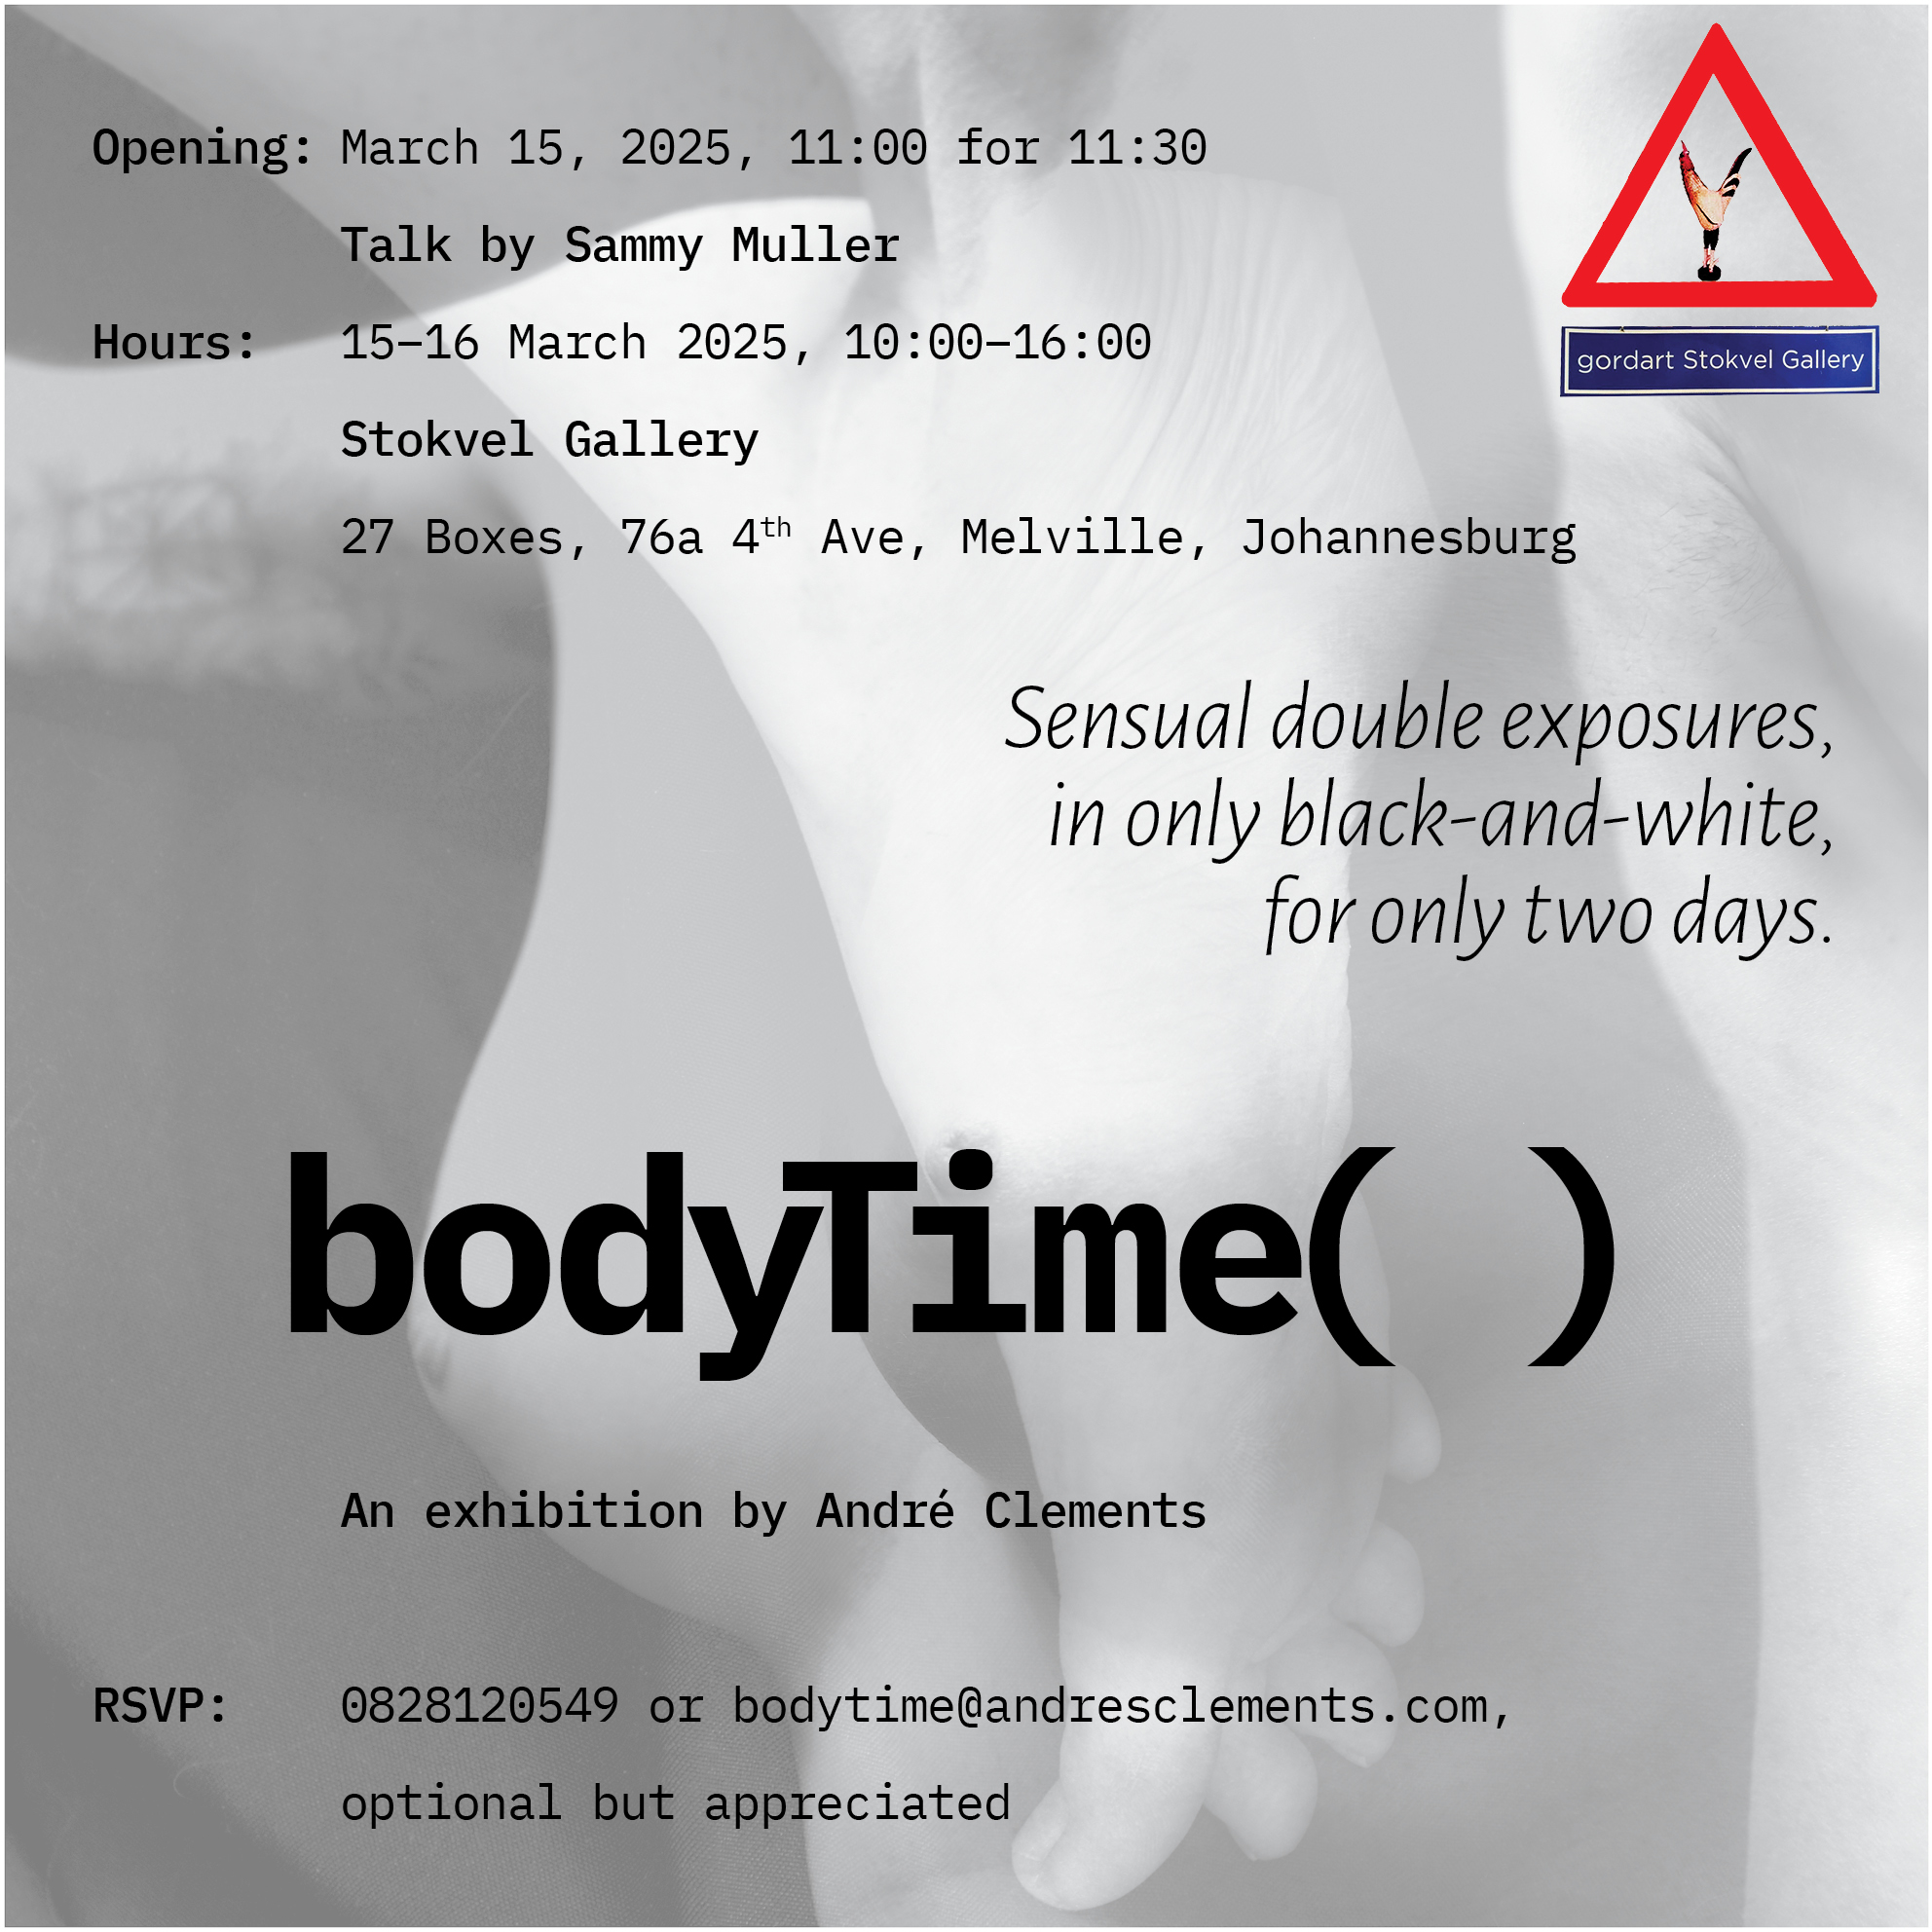 Opening: March 15, 2025, 11:00 for 11:30
Talk by Sammy Muller
Hours: 15–16 March 2025, 10:00–16:00
Stokvel Gallery
27 Boxes, 76a 4th Ave, Melville, Johannesburg
gordart Stokvel Gallery
Sensual double exposures,
in only black-and-white,
for only two days.
bodyTime( )
An exhibition by André Clements
RSVP: 0828120549 or bodytime@andresclements.com,
optional but appreciated